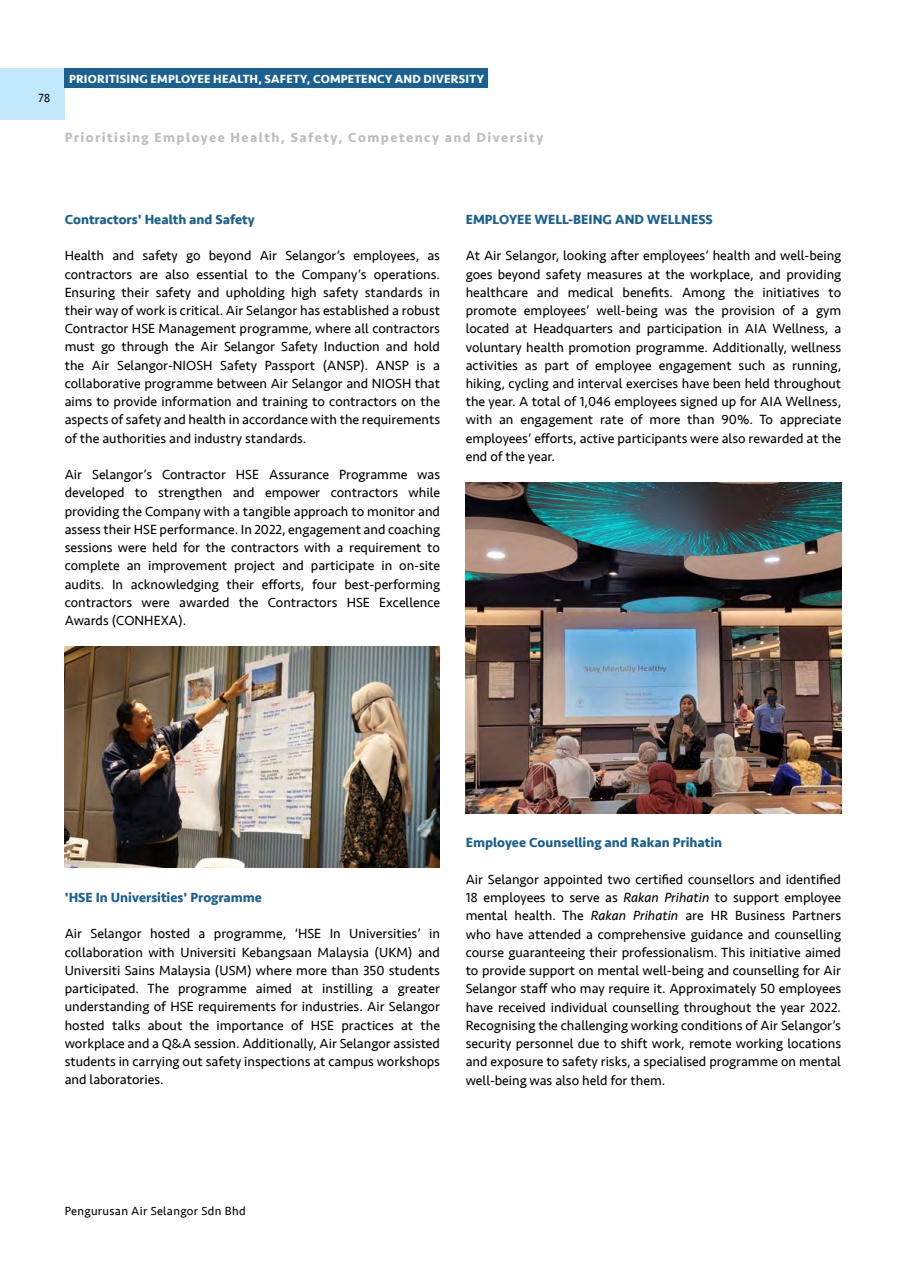 PRIORITISING EMPLOYEE HEALTH, SAFETY, COMPETENCY AND DIVERSITY
78
Prioritising Employee Health, Safety, Competency and Diversity
Contractors' Health and Safety
Health and safety go beyond Air Selangor’s employees, as
contractors are also essential to the Company’s operations.
Ensuring their safety and upholding high safety standards in
their way of work is critical. Air Selangor has established a robust
Contractor HSE Management programme, where all contractors
must go through the Air Selangor Safety Induction and hold
the Air Selangor-NIOSH Safety Passport (ANSP). ANSP is a
collaborative programme between Air Selangor and NIOSH that
aims to provide information and training to contractors on the
aspects of safety and health in accordance with the requirements
of the authorities and industry standards.
Air Selangor’s Contractor HSE Assurance Programme was
developed to strengthen and empower contractors while
providing the Company with a tangible approach to monitor and
assess their HSE performance. In 2022, engagement and coaching
sessions were held for the contractors with a requirement to
complete an improvement project and participate in on-site
audits. In acknowledging their efforts, four best-performing
contractors were awarded the Contractors HSE Excellence
Awards (CONHEXA).
'HSE In Universities' Programme
Air Selangor hosted a programme, ‘HSE In Universities’ in
collaboration with Universiti Kebangsaan Malaysia (UKM) and
Universiti Sains Malaysia (USM) where more than 350 students
participated. The programme aimed at instilling a greater
understanding of HSE requirements for industries. Air Selangor
hosted talks about the importance of HSE practices at the
workplace and a Q&A session. Additionally, Air Selangor assisted
students in carrying out safety inspections at campus workshops
and laboratories.
EMPLOYEE WELL-BEING AND WELLNESS
At Air Selangor, looking after employees’ health and well-being
goes beyond safety measures at the workplace, and providing
healthcare and medical benefits. Among the initiatives to
promote employees’ well-being was the provision of a gym
located at Headquarters and participation in AIA Wellness, a
voluntary health promotion programme. Additionally, wellness
activities as part of employee engagement such as running,
hiking, cycling and interval exercises have been held throughout
the year. A total of 1,046 employees signed up for AIA Wellness,
with an engagement rate of more than 90%. To appreciate
employees’ efforts, active participants were also rewarded at the
end of the year.
Stay Mentally Healthy
Employee Counselling and Rakan Prihatin
Air Selangor appointed two certified counsellors and identified
18 employees to serve as Rakan Prihatin to support employee
mental health. The Rakan Prihatin are HR Business Partners
who have attended a comprehensive guidance and counselling
course guaranteeing their professionalism. This initiative aimed
to provide support on mental well-being and counselling for Air
Selangor staff who may require it. Approximately 50 employees
have received individual counselling throughout the year 2022.
Recognising the challenging working conditions of Air Selangor’s
security personnel due to shift work, remote working locations
and exposure to safety risks, a specialised programme on mental
well-being was also held for them.
Pengurusan Air Selangor Sdn Bhd